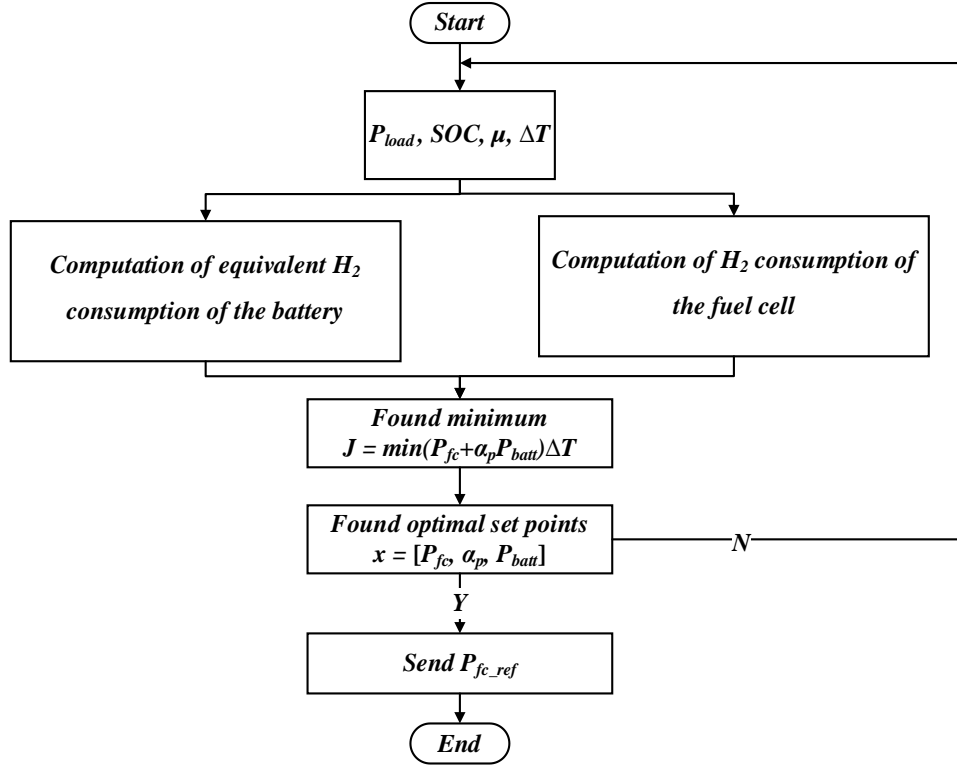 Start
P_load, SOC, μ, ΔT
Computation of equivalent H₂
consumption of the battery
Computation of H₂ consumption of
the fuel cell
Found minimum
J = min(P_fc+α_pP_batt)ΔT
Found optimal set points
x = [P_fc, α_p, P_batt]
N
Y
Send P_fc_ref
End